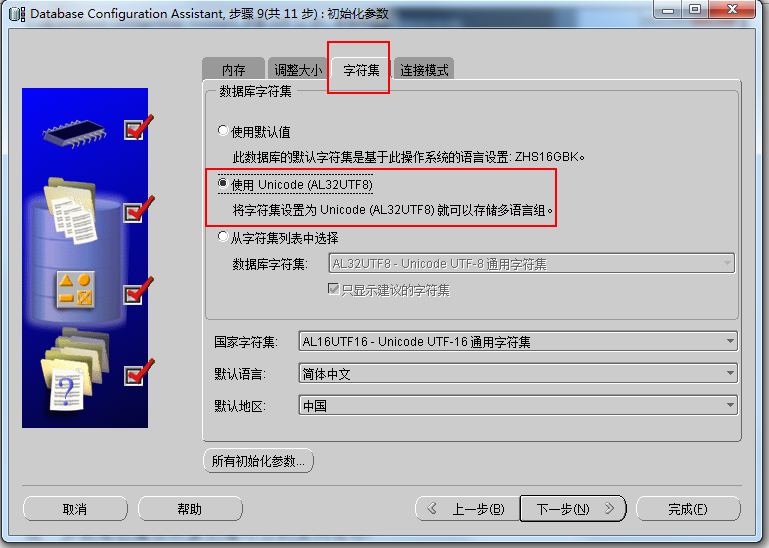 Database Configuration Assistant, 步骤 9(共 11 步) : 初始化参数
内存 调整大小 字符集 连接模式
数据库字符集
使用默认值
此数据库的默认字符集是基于此操作系统的语言设置: ZHS16GBK。
使用 Unicode (AL32UTF8)
将字符集设置为 Unicode (AL32UTF8) 就可以存储多语言组。
从字符集列表中选择
数据库字符集: AL32UTF8 - Unicode UTF-8 通用字符集
只显示建议的字符集
国家字符集: AL16UTF16 - Unicode UTF-16 通用字符集
默认语言: 简体中文
默认地区: 中国
所有初始化参数...
取消 帮助 上一步(B) 下一步(N) 完成(F)